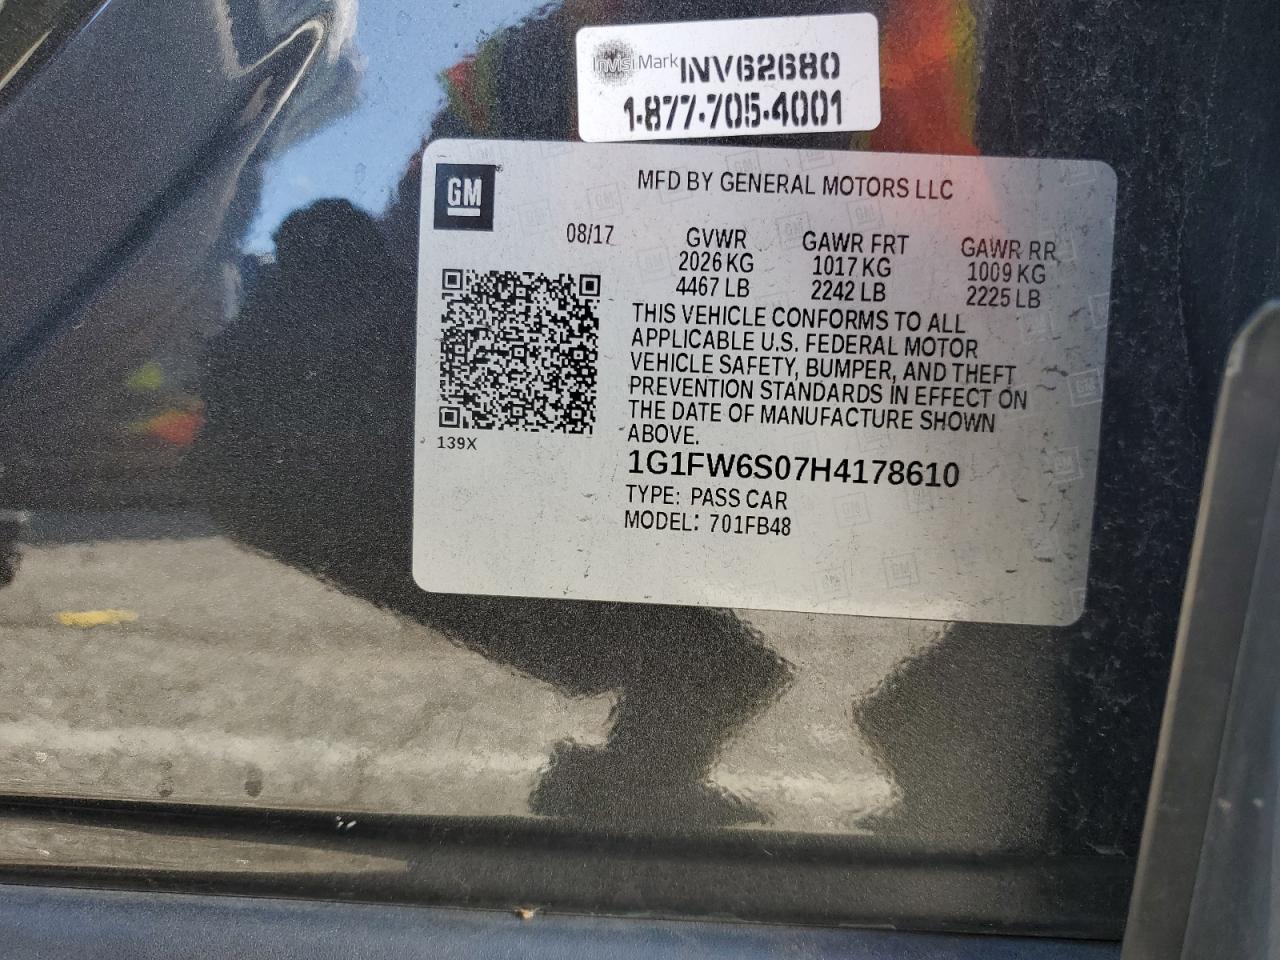 InvisiMark INV62680
1-877-705-4001
GM
MFD BY GENERAL MOTORS LLC
08/17 GVWR GAWR FRT GAWR RR
2026 KG 1017 KG 1009 KG
4467 LB 2242 LB 2225 LB
THIS VEHICLE CONFORMS TO ALL
APPLICABLE U.S. FEDERAL MOTOR
VEHICLE SAFETY, BUMPER, AND THEFT
PREVENTION STANDARDS IN EFFECT ON
THE DATE OF MANUFACTURE SHOWN
ABOVE.
139X
1G1FW6S07H4178610
TYPE: PASS CAR
MODEL: 701FB48